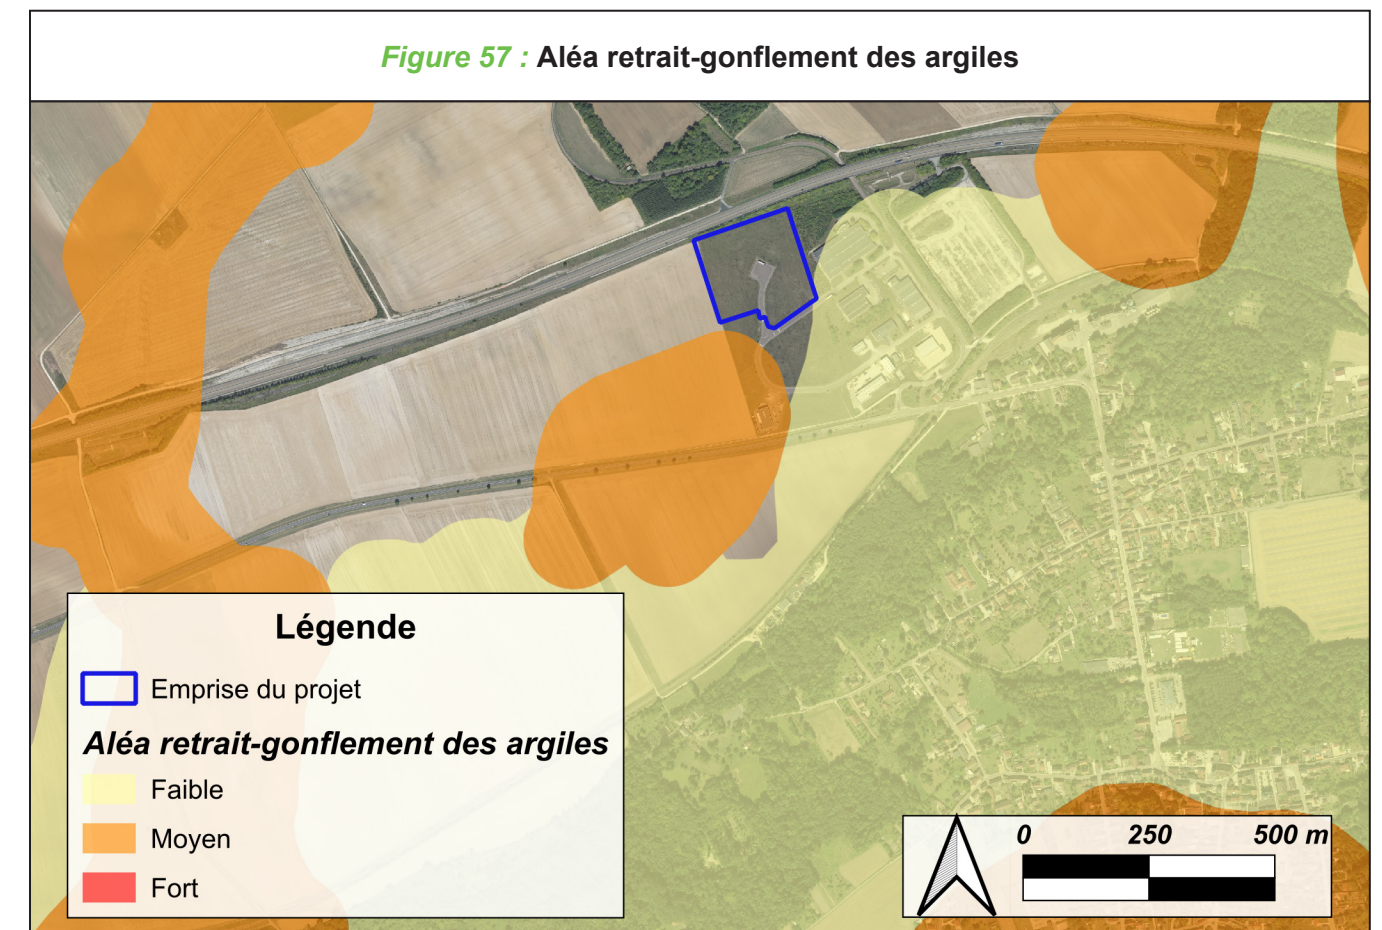 Figure 57 : Aléa retrait-gonflement des argiles
Légende
Emprise du projet
Aléa retrait-gonflement des argiles
Faible
Moyen
Fort
0 250 500 m